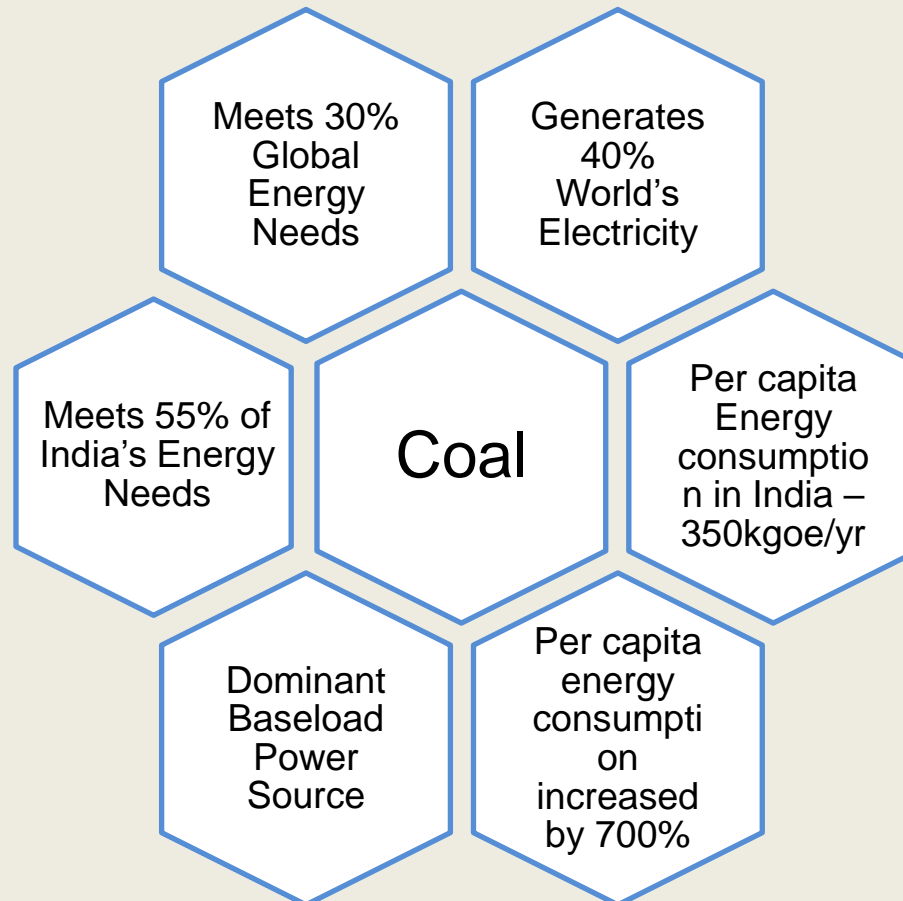 Meets 30%
Global
Energy
Needs
Generates
40%
World’s
Electricity
Meets 55% of
India’s Energy
Needs
Coal
Per capita
Energy
consumptio
n in India –
350kgoe/yr
Dominant
Baseload
Power
Source
Per capita
energy
consumpti
on
increased
by 700%